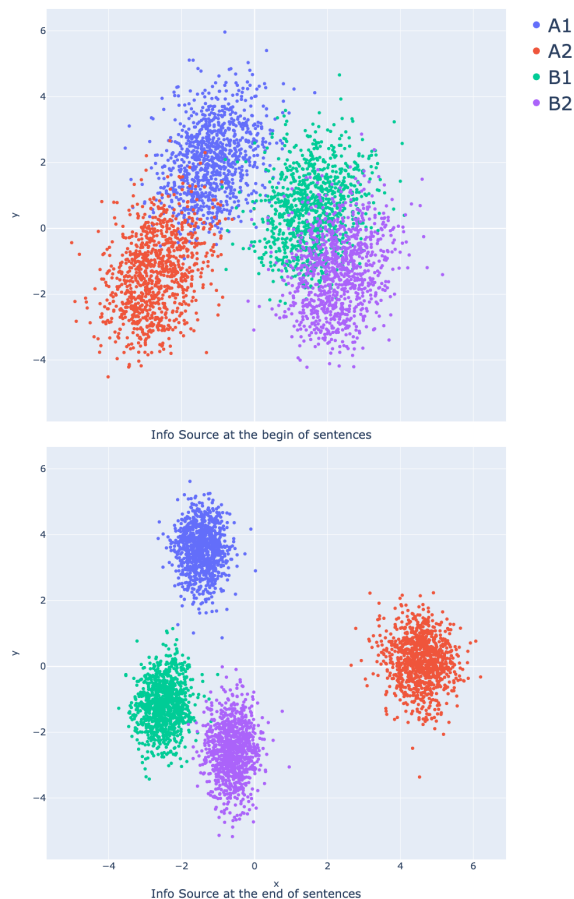 A1
A2
B1
B2
6
4
2
0
−2
−4
y
Info Source at the begin of sentences
6
4
2
0
−2
−4
y
−4 −2 0 2 4 6
x
Info Source at the end of sentences